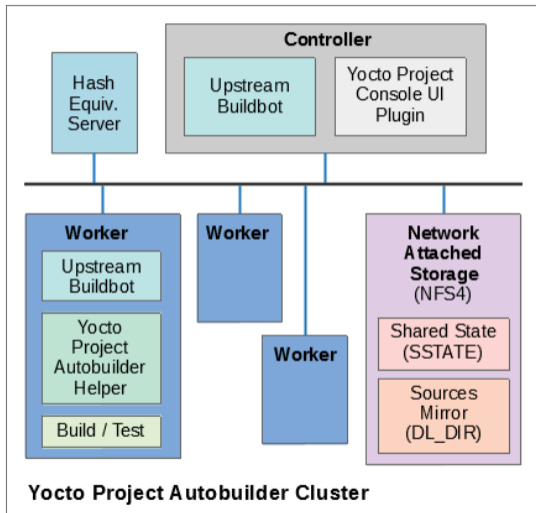 Controller
Hash
Equiv.
Server
Upstream
Buildbot
Yocto Project
Console UI
Plugin
Worker
Upstream
Buildbot
Yocto
Project
Autobuilder
Helper
Build / Test
Worker
Worker
Network
Attached
Storage
(NFS4)
Shared State
(SSTATE)
Sources
Mirror
(DL_DIR)
Yocto Project Autobuilder Cluster